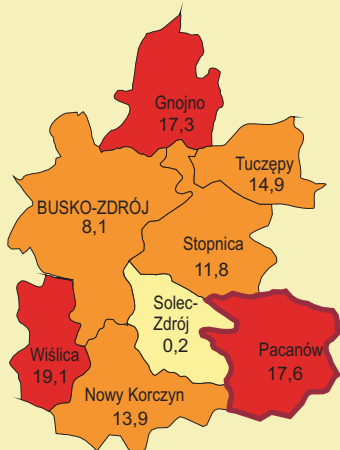 Gnojno
17,3
Tuczępy
14,9
BUSKO-ZDRÓJ
8,1
Stopnica
11,8
Solec-
Zdrój
0,2
Wiślica
19,1
Pacanów
17,6
Nowy Korczyn
13,9